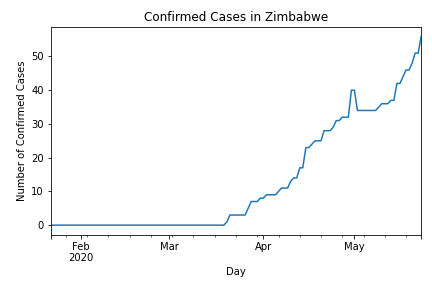 Confirmed Cases in Zimbabwe
Number of Confirmed Cases
50
40
30
20
10
0
Feb
2020
Mar
Apr
May
Day